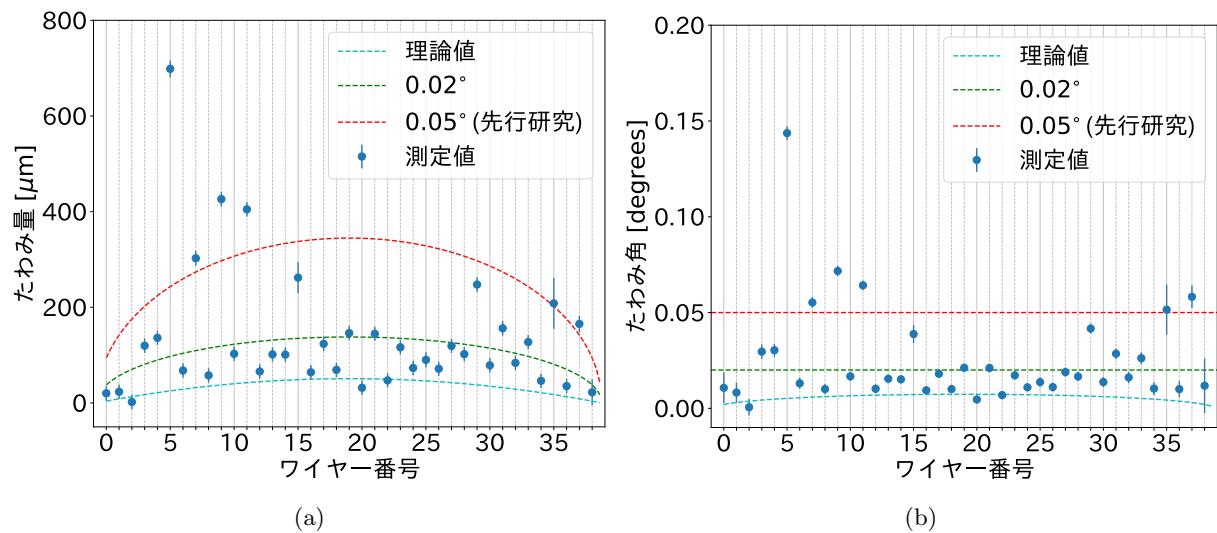 800
600
400
200
0
たわみ量 [μm]
理論値
0.02°
0.05° (先行研究)
測定値
0 5 10 15 20 25 30 35
ワイヤー番号
(a)
0.20
0.15
0.10
0.05
0.00
たわみ角 [degrees]
理論値
0.02°
0.05° (先行研究)
測定値
0 5 10 15 20 25 30 35
ワイヤー番号
(b)